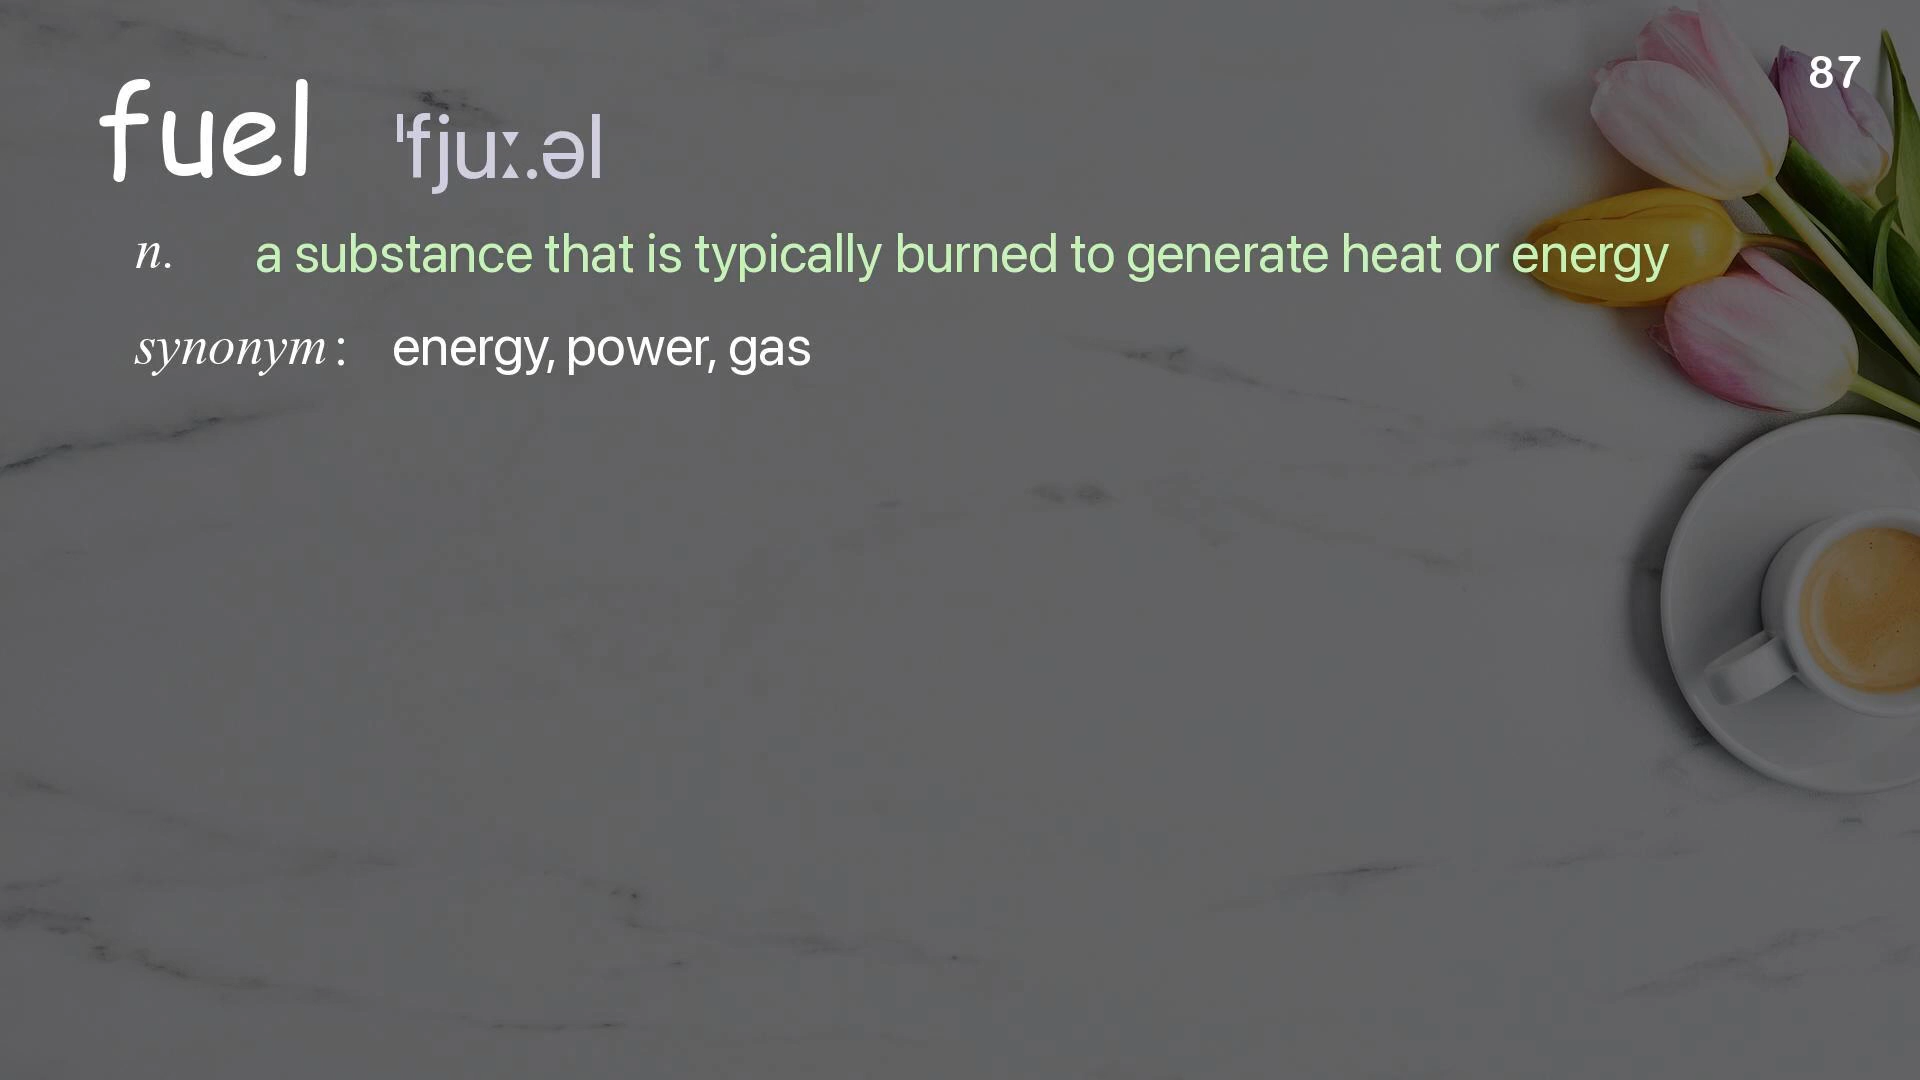 87
fuel ˈfjuː.əl
n. a substance that is typically burned to generate heat or energy
synonym: energy, power, gas